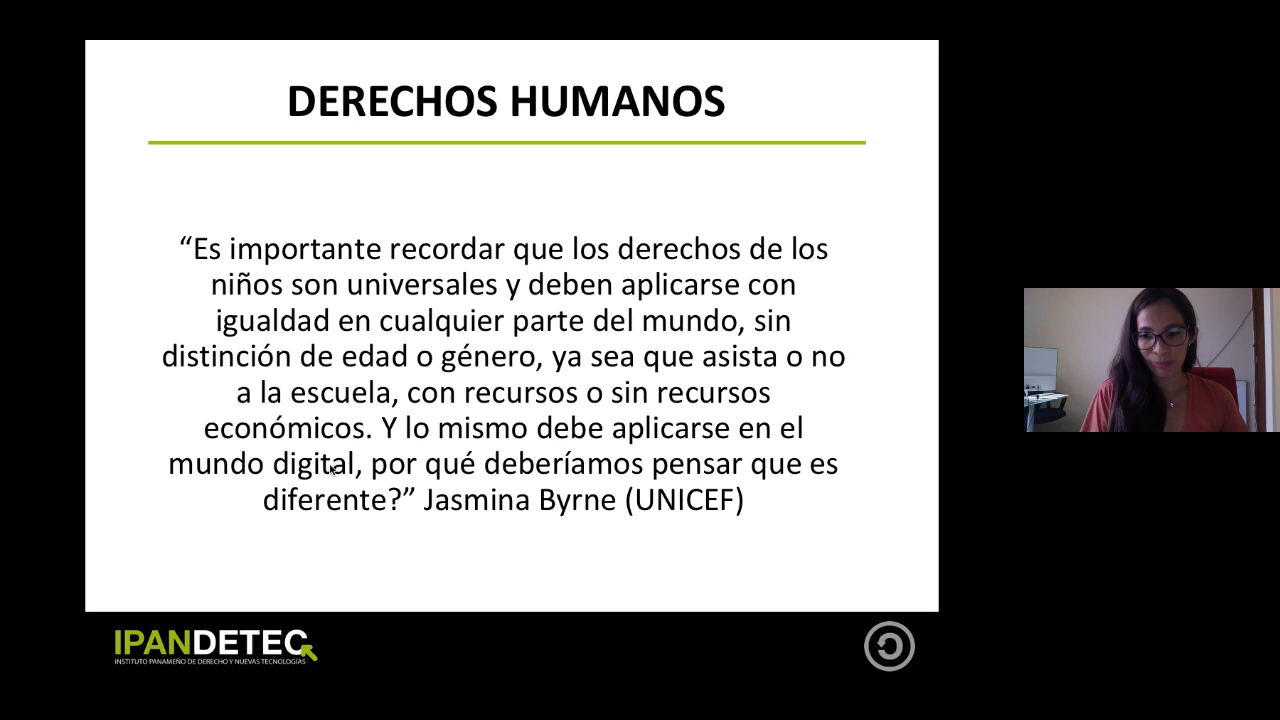 DERECHOS HUMANOS
“Es importante recordar que los derechos de los
niños son universales y deben aplicarse con
igualdad en cualquier parte del mundo, sin
distinción de edad o género, ya sea que asista o no
a la escuela, con recursos o sin recursos
económicos. Y lo mismo debe aplicarse en el
mundo digital, por qué deberíamos pensar que es
diferente?” Jasmina Byrne (UNICEF)
IPANDETEC
INSTITUTO PANAMEÑO DE DERECHO Y NUEVAS TECNOLOGÍAS